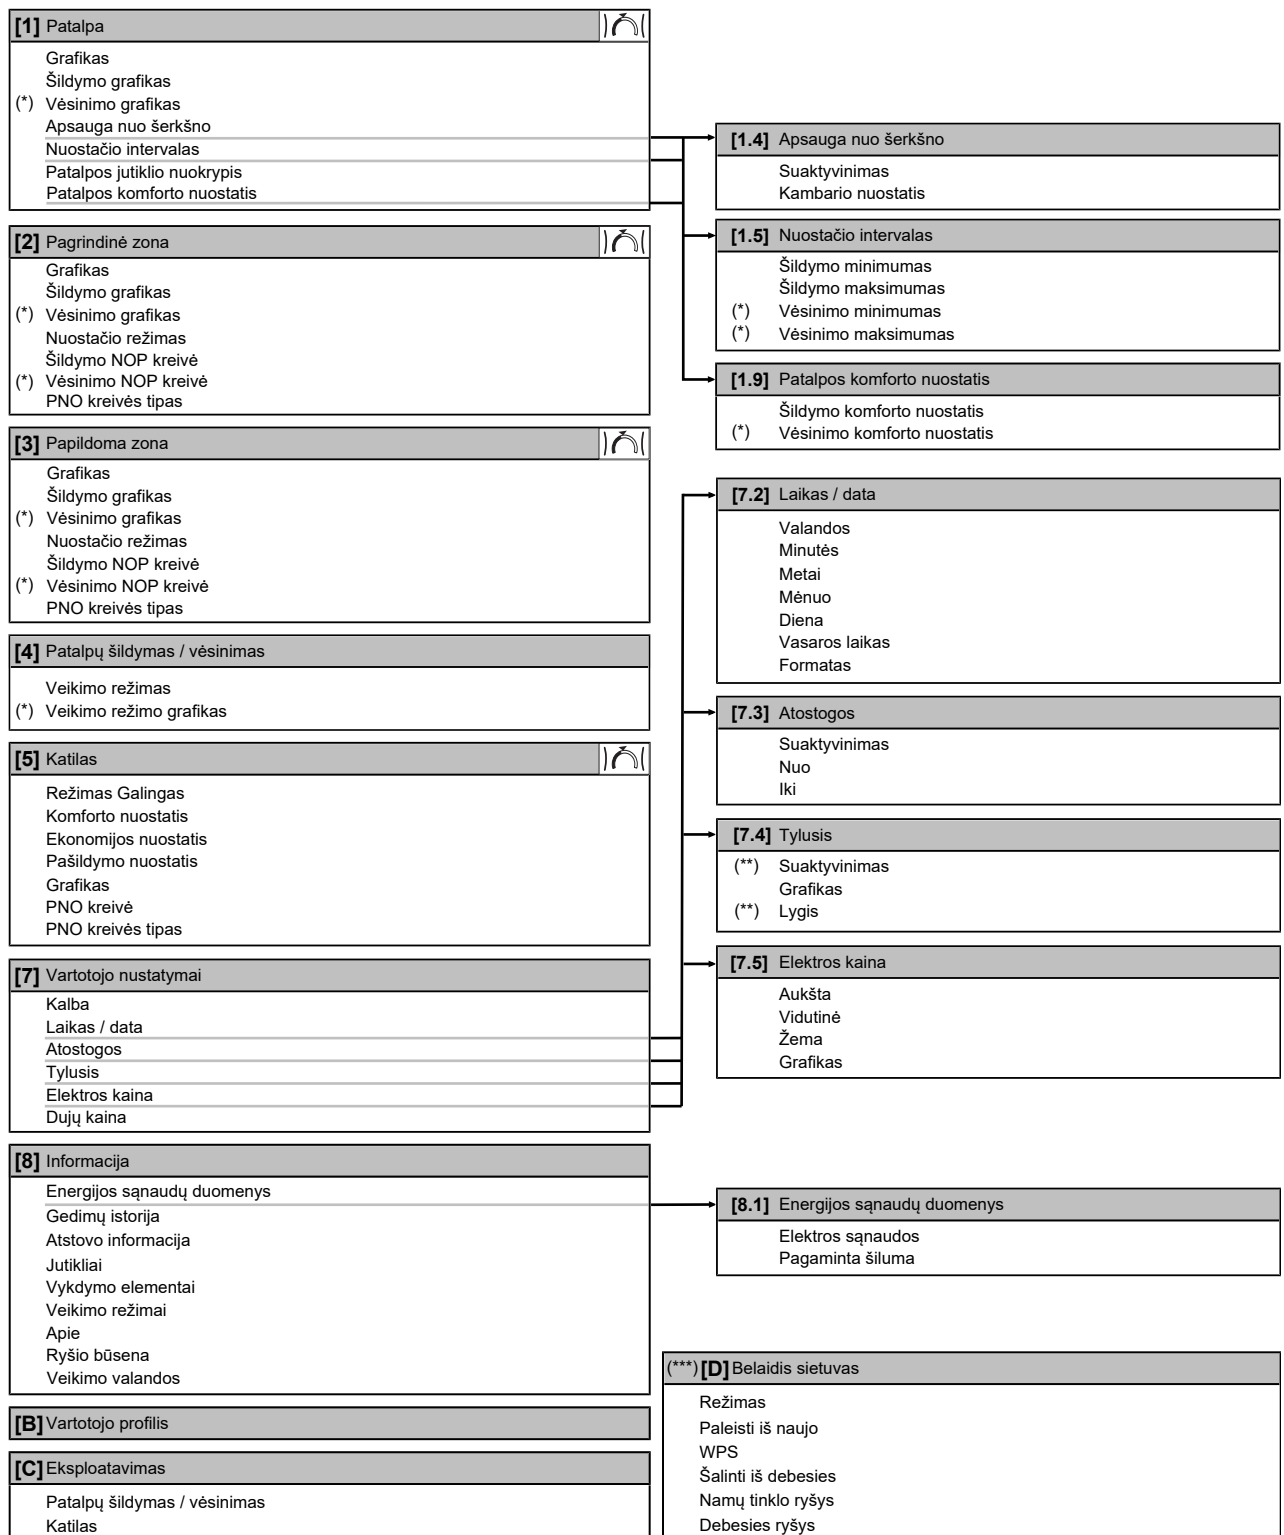 [1] Patalpa
Grafikas
Šildymo grafikas
(*) Vėsinimo grafikas
Apsauga nuo šerkšno
Nuostačio intervalas
Patalpos jutiklio nuokrypis
Patalpos komforto nuostatis
[2] Pagrindinė zona
Grafikas
Šildymo grafikas
(*) Vėsinimo grafikas
Nuostačio režimas
Šildymo NOP kreivė
(*) Vėsinimo NOP kreivė
PNO kreivės tipas
[3] Papildoma zona
Grafikas
Šildymo grafikas
(*) Vėsinimo grafikas
Nuostačio režimas
Šildymo NOP kreivė
(*) Vėsinimo NOP kreivė
PNO kreivės tipas
[4] Patalpų šildymas / vėsinimas
Veikimo režimas
(*) Veikimo režimo grafikas
[5] Katilas
Režimas Galingas
Komforto nuostatis
Ekonomijos nuostatis
Pašildymo nuostatis
Grafikas
PNO kreivė
PNO kreivės tipas
[7] Vartotojo nustatymai
Kalba
Laikas / data
Atostogos
Tylusis
Elektros kaina
Dujų kaina
[8] Informacija
Energijos sąnaudų duomenys
Gedimų istorija
Atstovo informacija
Jutikliai
Vykdymo elementai
Veikimo režimai
Apie
Ryšio būsena
Veikimo valandos
[B] Vartotojo profilis
[C] Eksploatavimas
Patalpų šildymas / vėsinimas
Katilas
[1.4] Apsauga nuo šerkšno
Suaktyvinimas
Kambario nuostatis
[1.5] Nuostačio intervalas
Šildymo minimumas
Šildymo maksimumas
(*) Vėsinimo minimumas
(*) Vėsinimo maksimumas
[1.9] Patalpos komforto nuostatis
Šildymo komforto nuostatis
(*) Vėsinimo komforto nuostatis
[7.2] Laikas / data
Valandos
Minutės
Metai
Mėnuo
Diena
Vasaros laikas
Formatas
[7.3] Atostogos
Suaktyvinimas
Nuo
Iki
[7.4] Tylusis
(**) Suaktyvinimas
Grafikas
(**) Lygis
[7.5] Elektros kaina
Aukšta
Vidutinė
Žema
Grafikas
[8.1] Energijos sąnaudų duomenys
Elektros sąnaudos
Pagaminta šiluma
(***) [D] Belaidis sietuvas
Režimas
Paleisti iš naujo
WPS
Šalinti iš debesies
Namų tinklo ryšys
Debesies ryšys